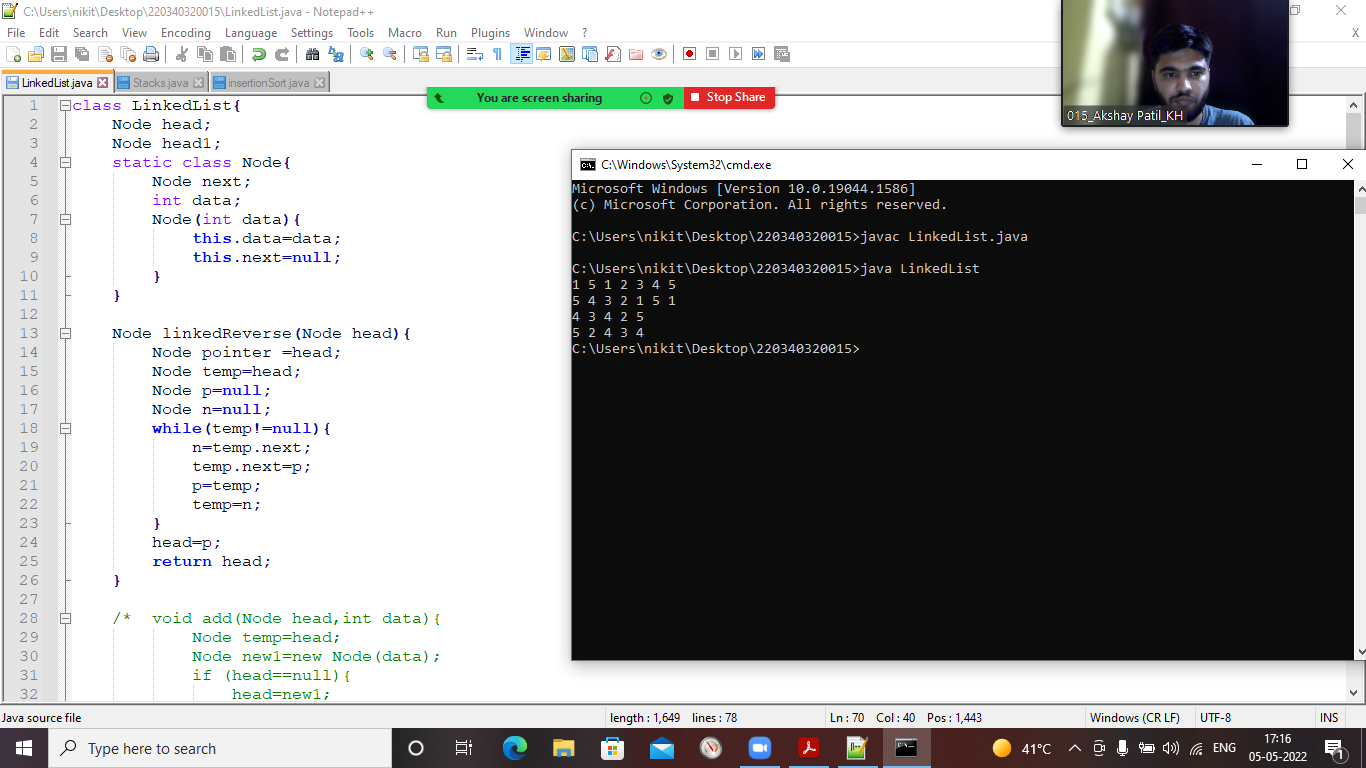 C:\Users\nikit\Desktop\220340320015\LinkedList.java - Notepad++
File Edit Search View Encoding Language Settings Tools Macro Run Plugins Window ? X
LinkedList.java Stacks.java insertionSort.java
You are screen sharing Stop Share
015_Akshay Patil_KH
1 class LinkedList{
2 Node head;
3 Node head1;
4 static class Node{
5 Node next;
6 int data;
7 Node(int data){
8 this.data=data;
9 this.next=null;
10 }
11 }
12
13 Node linkedReverse(Node head){
14 Node pointer =head;
15 Node temp=head;
16 Node p=null;
17 Node n=null;
18 while(temp!=null){
19 n=temp.next;
20 temp.next=p;
21 p=temp;
22 temp=n;
23 }
24 head=p;
25 return head;
26 }
27
28 /* void add(Node head,int data){
29 Node temp=head;
30 Node new1=new Node(data);
31 if (head==null){
32 head=new1;
C:\Windows\System32\cmd.exe
Microsoft Windows [Version 10.0.19044.1586]
(c) Microsoft Corporation. All rights reserved.
C:\Users\nikit\Desktop\220340320015>javac LinkedList.java
C:\Users\nikit\Desktop\220340320015>java LinkedList
1 5 1 2 3 4 5
5 4 3 2 1 5 1
4 3 4 2 5
5 2 4 3 4
C:\Users\nikit\Desktop\220340320015>
Java source file length : 1,649 lines : 78 Ln : 70 Col : 40 Pos : 1,443 Windows (CR LF) UTF-8 INS
Type here to search 41°C ENG 17:16
05-05-2022 1